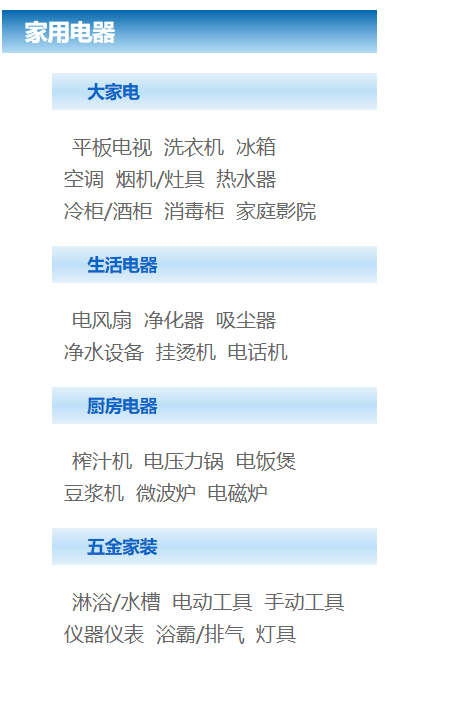 家用电器
大家电
平板电视 洗衣机 冰箱
空调 烟机/灶具 热水器
冷柜/酒柜 消毒柜 家庭影院
生活电器
电风扇 净化器 吸尘器
净水设备 挂烫机 电话机
厨房电器
榨汁机 电压力锅 电饭煲
豆浆机 微波炉 电磁炉
五金家装
淋浴/水槽 电动工具 手动工具
仪器仪表 浴霸/排气 灯具